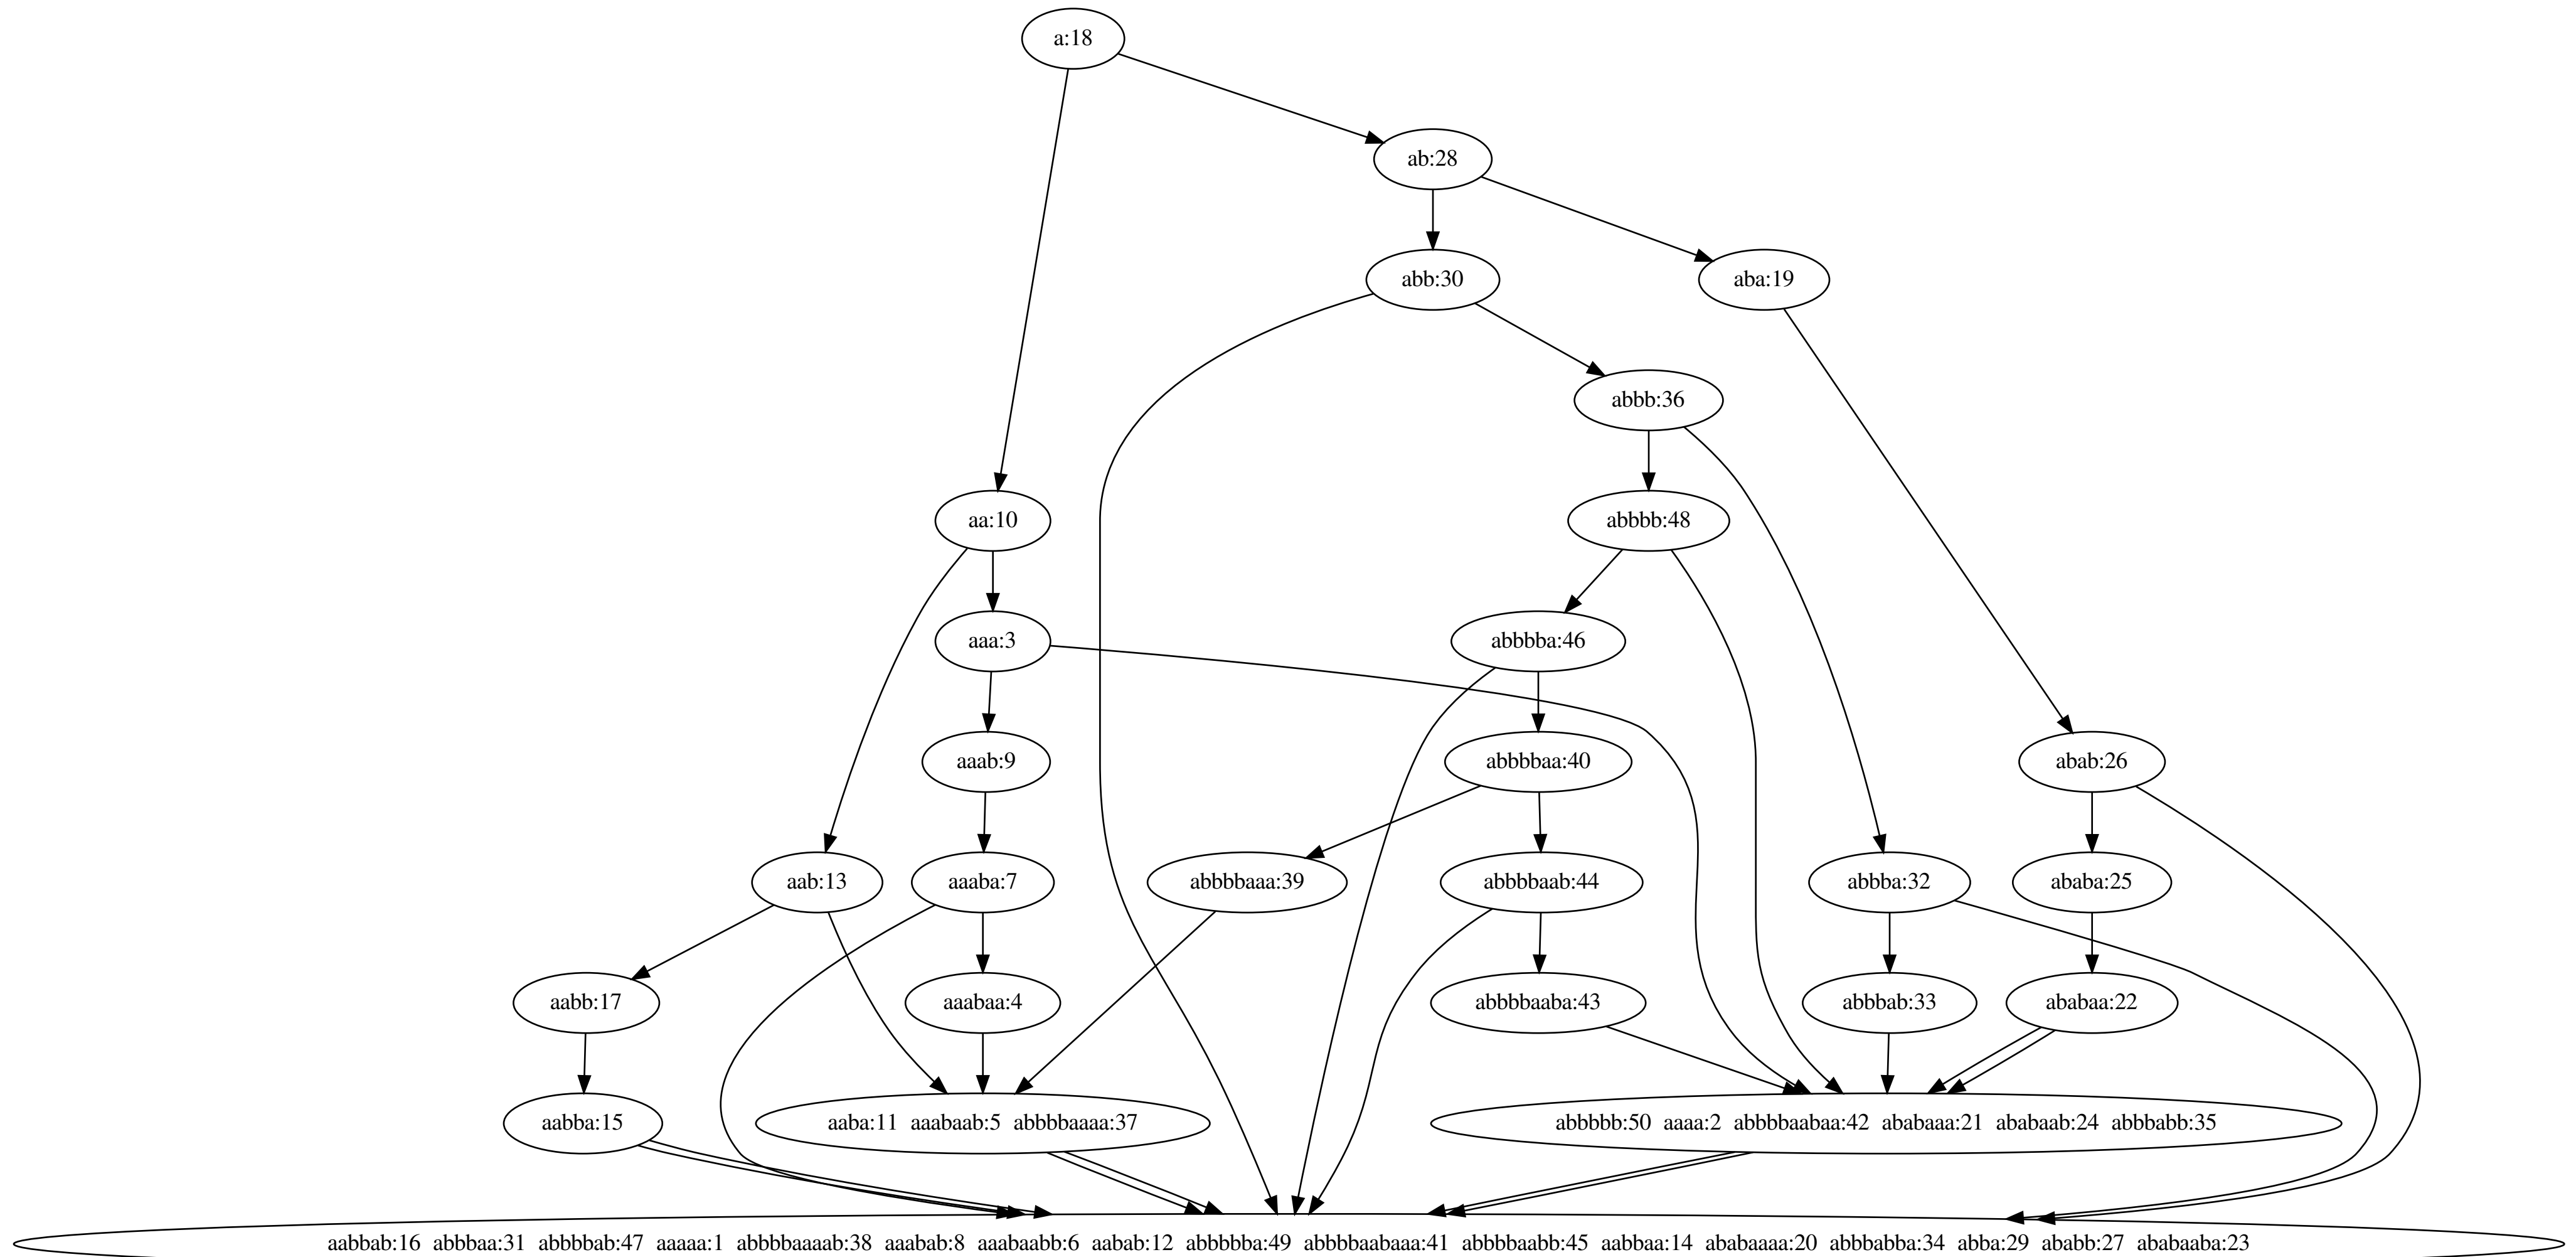 a:18
ab:28
abb:30 aba:19
abbb:36
aa:10 abbbb:48
aaa:3 abbbba:46
aaab:9 abbbbaa:40 abab:26
aab:13 aaaba:7 abbbbaaa:39 abbbbaab:44 abbba:32 ababa:25
aabb:17 aaabaa:4 abbbbaaba:43 abbbab:33 ababaa:22
aabba:15 aaba:11 aaabaab:5 abbbbaaaa:37 abbbbb:50 aaaa:2 abbbbaabaa:42 ababaaa:21 ababaab:24 abbbabb:35
aabbab:16 abbbaa:31 abbbbab:47 aaaaa:1 abbbbaaaab:38 aaabab:8 aaabaabb:6 aabab:12 abbbbba:49 abbbbaabaaa:41 abbbbaabb:45 aabbaa:14 ababaaaa:20 abbbabba:34 abba:29 ababb:27 ababaaba:23